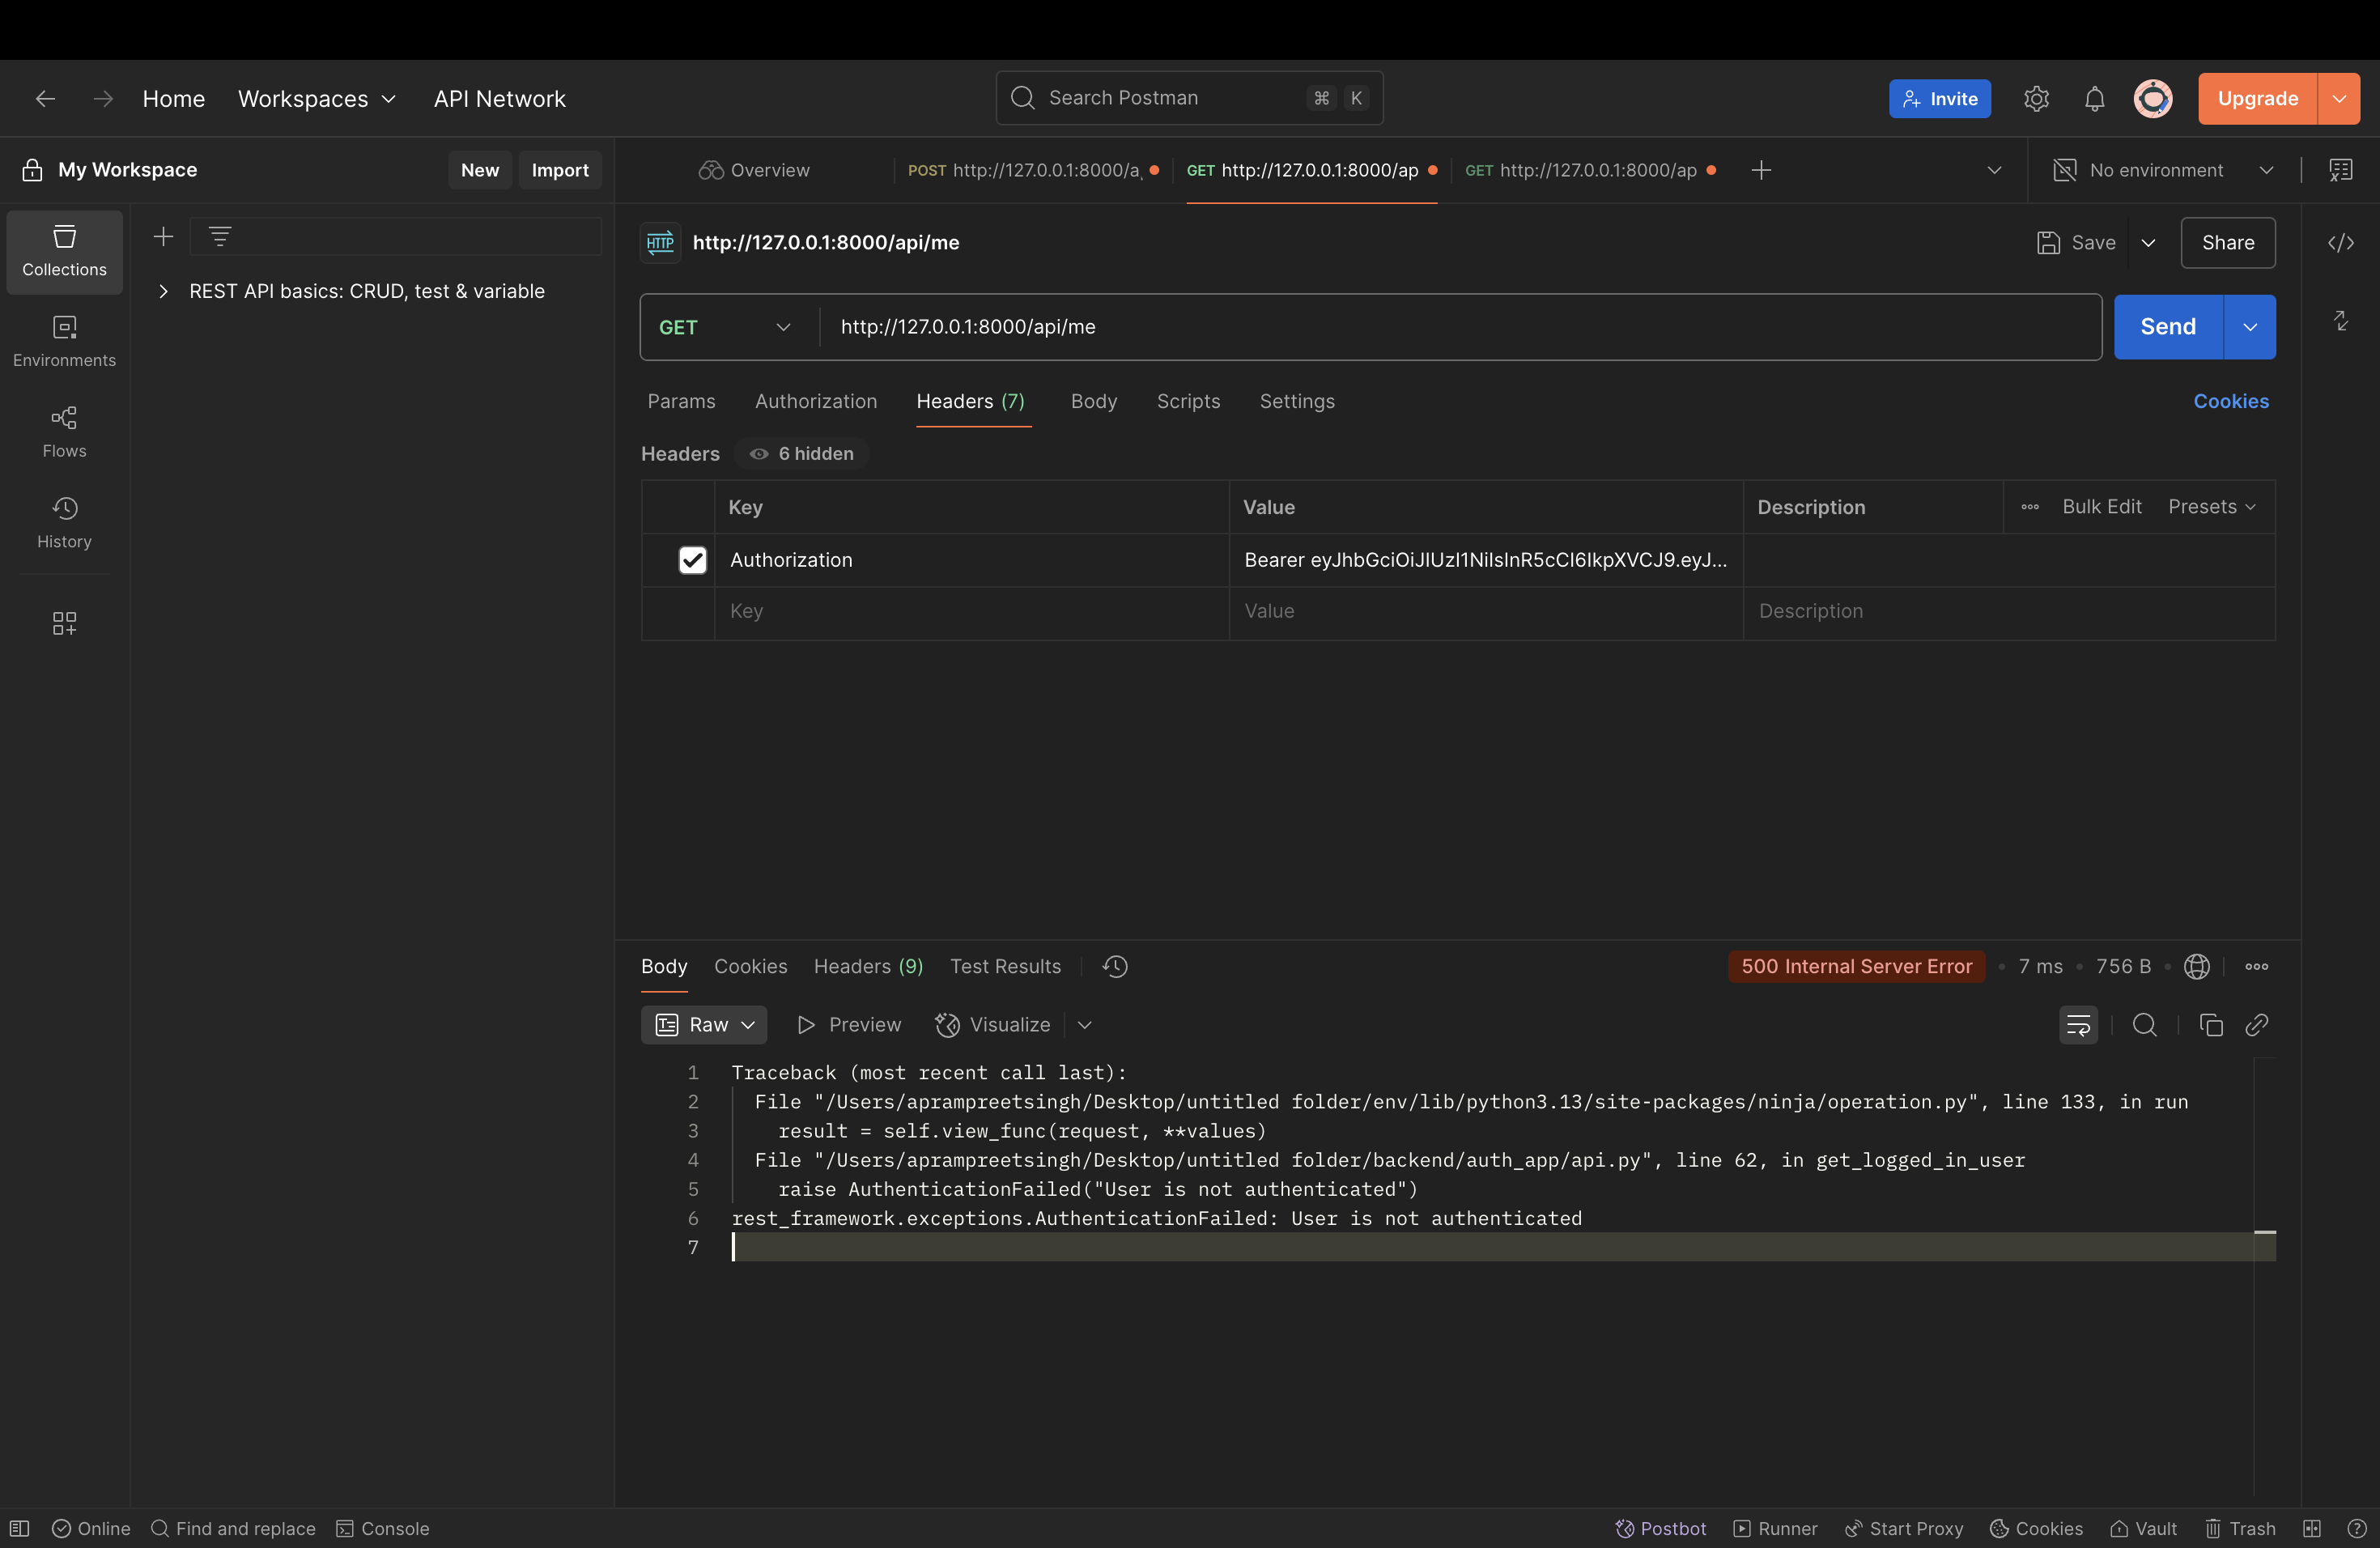 Home Workspaces API Network
Search Postman ⌘ K
Invite
Upgrade
My Workspace New Import
Overview
POST http://127.0.0.1:8000/a
GET http://127.0.0.1:8000/ap
GET http://127.0.0.1:8000/ap
No environment
Collections
Environments
Flows
History
REST API basics: CRUD, test & variable
HTTP http://127.0.0.1:8000/api/me
Save Share
GET http://127.0.0.1:8000/api/me
Send
Params Authorization Headers (7) Body Scripts Settings Cookies
Headers 6 hidden
Key Value Description Bulk Edit Presets
Authorization Bearer eyJhbGciOiJIUzI1NiIsInR5cCI6IkpXVCJ9.eyJ...
Key Value Description
Body Cookies Headers (9) Test Results 500 Internal Server Error • 7 ms • 756 B
Raw Preview Visualize
1 Traceback (most recent call last):
2 File "/Users/aprampreetsingh/Desktop/untitled folder/env/lib/python3.13/site-packages/ninja/operation.py", line 133, in run
3 result = self.view_func(request, **values)
4 File "/Users/aprampreetsingh/Desktop/untitled folder/backend/auth_app/api.py", line 62, in get_logged_in_user
5 raise AuthenticationFailed("User is not authenticated")
6 rest_framework.exceptions.AuthenticationFailed: User is not authenticated
7
Online Find and replace Console Postbot Runner Start Proxy Cookies Vault Trash